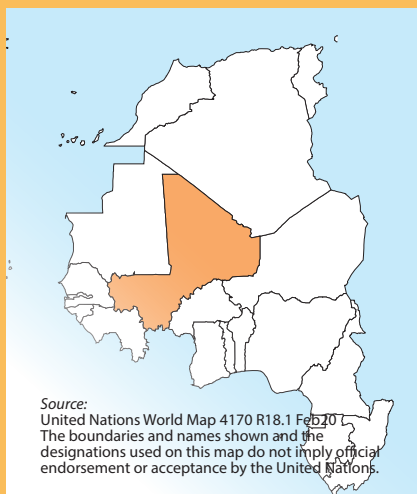 Source:
United Nations World Map 4170 R18.1 Feb20
The boundaries and names shown and the
designations used on this map do not imply official
endorsement or acceptance by the United Nations.